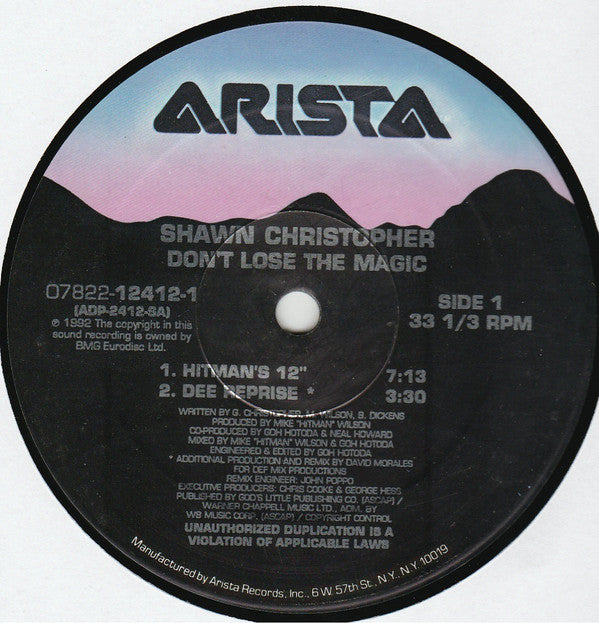 ARISTA
SHAWN CHRISTOPHER
DON'T LOSE THE MAGIC
07822-12412-1
(ADP-2412-SA)
℗ 1992 The copyright in this
sound recording is owned by
BMG Eurodisc Ltd.
SIDE 1
33 1/3 RPM
1. HITMAN'S 12" 7:13
2. DEE REPRISE * 3:30
WRITTEN BY G. CHRISTOPHER, M. WILSON, B. DICKENS
PRODUCED BY MIKE "HITMAN" WILSON
CO-PRODUCED BY GOH HOTODA & NEAL HOWARD
MIXED BY MIKE "HITMAN" WILSON & GOH HOTODA
ENGINEERED & EDITED BY GOH HOTODA
* ADDITIONAL PRODUCTION AND REMIX BY DAVID MORALES
FOR DEF MIX PRODUCTIONS
REMIX ENGINEER: JOHN POPPO
EXECUTIVE PRODUCERS: CHRIS COOKE & GEORGE HESS
PUBLISHED BY GOD'S LITTLE PUBLISHING CO. (ASCAP) /
WARNER CHAPPELL MUSIC LTD., ADM. BY
WB MUSIC CORP. (ASCAP) / COPYRIGHT CONTROL
UNAUTHORIZED DUPLICATION IS A
VIOLATION OF APPLICABLE LAWS
Manufactured by Arista Records, Inc., 6 W. 57th St., N.Y., N.Y. 10019